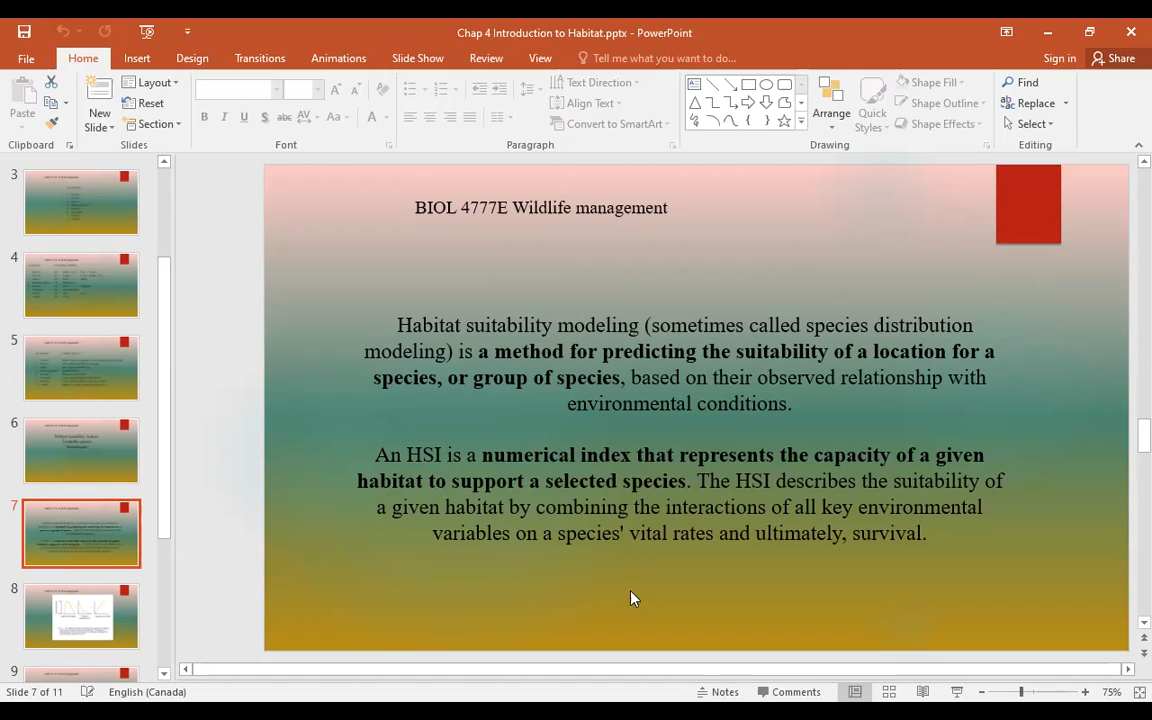 Chap 4 Introduction to Habitat.pptx - PowerPoint
File Home Insert Design Transitions Animations Slide Show Review View Tell me what you want to do... Sign in Share
Paste
New Slide
Layout
Reset
Section
Text Direction
Align Text
Convert to SmartArt
Arrange
Quick Styles
Shape Fill
Shape Outline
Shape Effects
Find
Replace
Select
Clipboard Slides Font Paragraph Drawing Editing
3
4
5
6
7
8
9
BIOL 4777E Wildlife management
Habitat suitability modeling (sometimes called species distribution
modeling) is a method for predicting the suitability of a location for a
species, or group of species, based on their observed relationship with
environmental conditions.
An HSI is a numerical index that represents the capacity of a given
habitat to support a selected species. The HSI describes the suitability of
a given habitat by combining the interactions of all key environmental
variables on a species' vital rates and ultimately, survival.
Slide 7 of 11 English (Canada) Notes Comments 75%